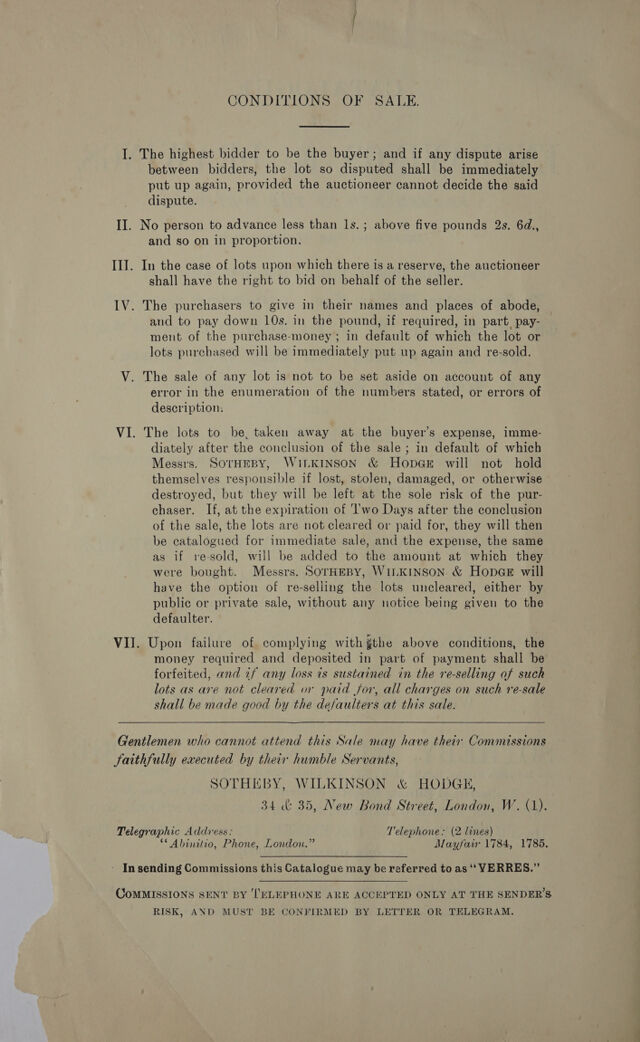 CONDITIONS OF SALE.
I. The highest bidder to be the buyer; and if any dispute arise
between bidders, the lot so disputed shall be immediately
put up again, provided the auctioneer cannot decide the said
dispute.
II. No person to advance less than 1s.; above five pounds 2s. 6d.,
and so on in proportion.
III. In the case of lots upon which there is a reserve, the auctioneer
shall have the right to bid on behalf of the seller.
IV. The purchasers to give in their names and places of abode,
and to pay down 10s. in the pound, if required, in part pay-
ment of the purchase-money; in default of which the lot or
lots purchased will be immediately put up again and re-sold.
V. The sale of any lot is not to be set aside on account of any
error in the enumeration of the numbers stated, or errors of
description.
VI. The lots to be taken away at the buyer's expense, imme-
diately after the conclusion of the sale; in default of which
Messrs. SOTHEBY, WILKINSON & HODGE will not hold
themselves responsible if lost, stolen, damaged, or otherwise
destroyed, but they will be left at the sole risk of the pur-
chaser. If, at the expiration of Two Days after the conclusion
of the sale, the lots are not cleared or paid for, they will then
be catalogued for immediate sale, and the expense, the same
as if re-sold, will be added to the amount at which they
were bought. Messrs. SOTHEBY, WILKINSON & HODGE will
have the option of re-selling the lots uncleared, either by
public or private sale, without any notice being given to the
defaulter.
VII. Upon failure of complying with the above conditions, the
money required and deposited in part of payment shall be
forfeited, and if any loss is sustained in the re-selling of such
lots as are not cleared or paid for, all charges on such re-sale
shall be made good by the defaulters at this sale.
Gentlemen who cannot attend this Sale may have their Commissions
faithfully executed by their humble Servants,
SOTHEBY, WILKINSON & HODGE,
34 & 35, New Bond Street, London, W. (1).
Telegraphic Address: Telephone: (2 lines)
"Abinitio, Phone, London." Mayfair 1784, 1785.
In sending Commissions this Catalogue may be referred to as "VERRES."
COMMISSIONS SENT BY TELEPHONE ARE ACCEPTED ONLY AT THE SENDER'S
RISK, AND MUST BE CONFIRMED BY LETTER OR TELEGRAM.